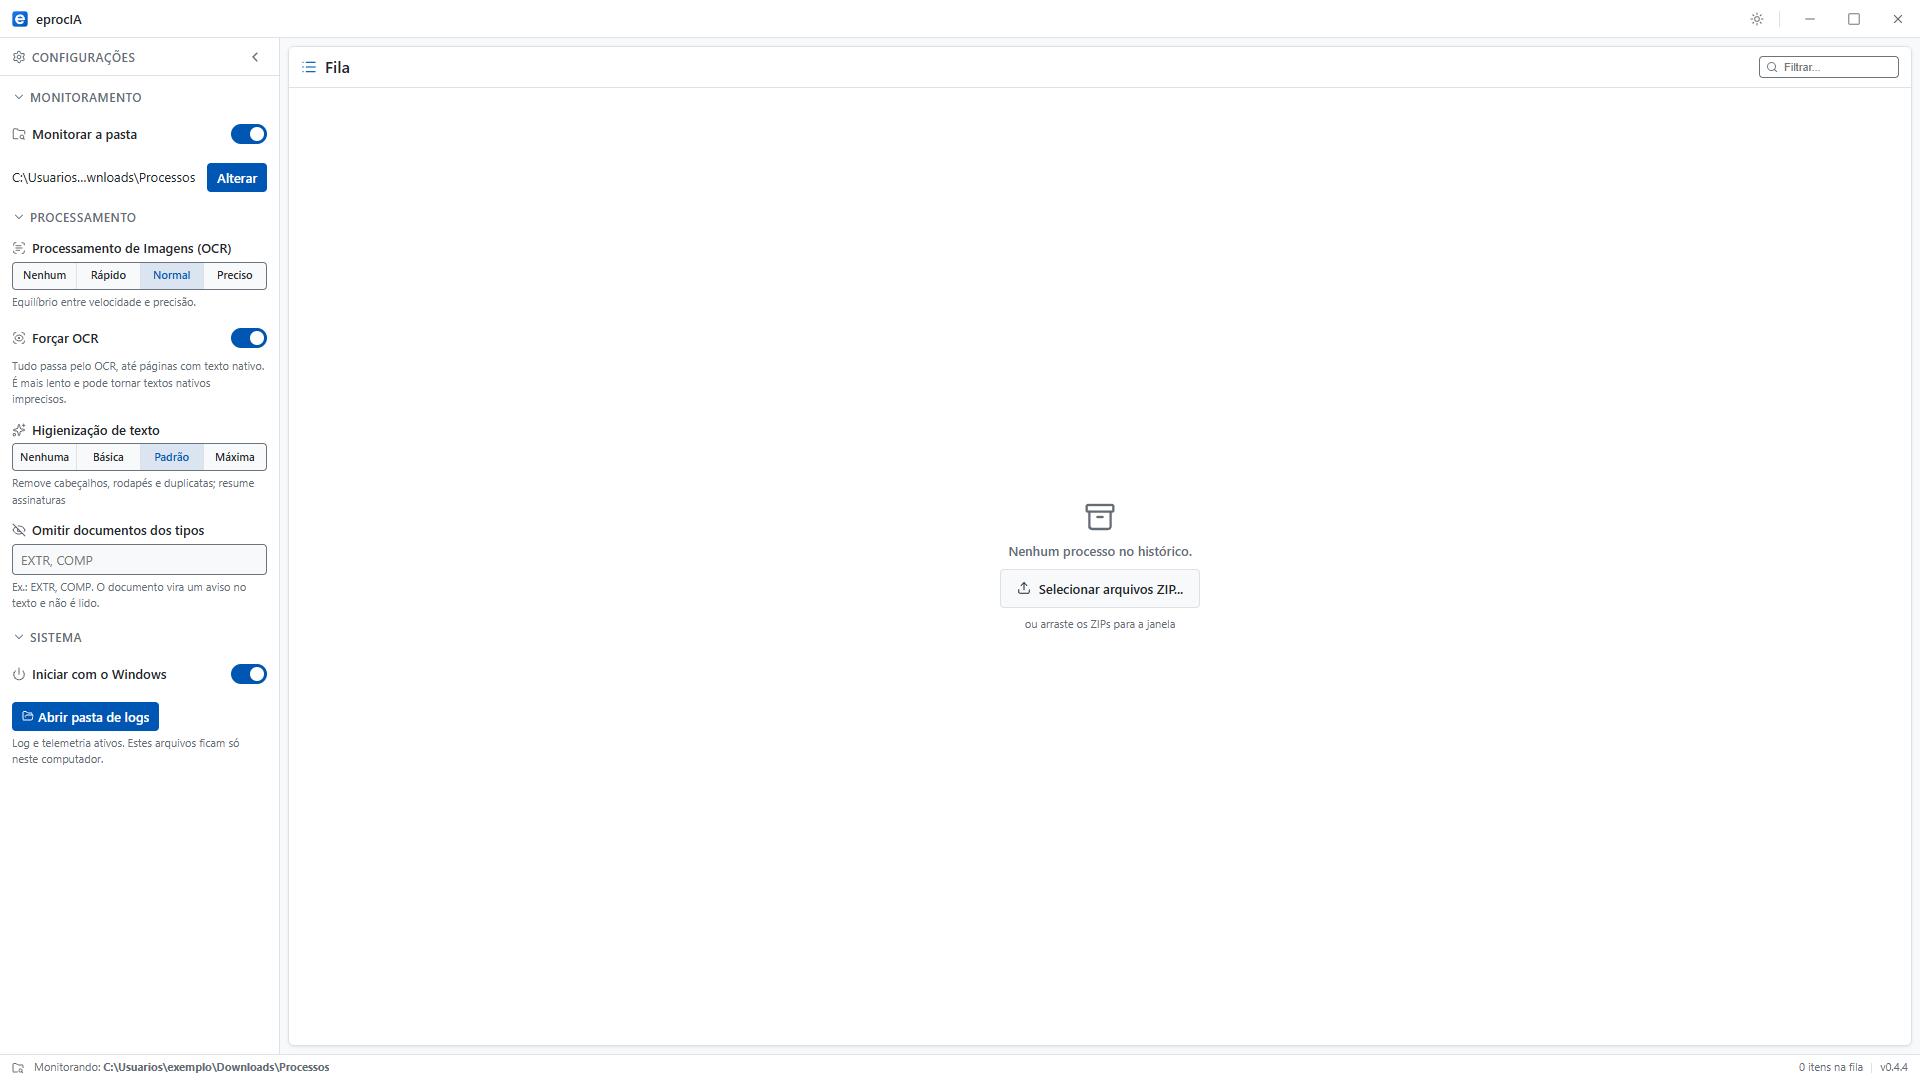 eprocIA
CONFIGURAÇÕES
MONITORAMENTO
Monitorar a pasta
C:\Usuarios...wnloads\Processos
Alterar
PROCESSAMENTO
Processamento de Imagens (OCR)
Nenhum Rápido Normal Preciso
Equilíbrio entre velocidade e precisão.
Forçar OCR
Tudo passa pelo OCR, até páginas com texto nativo.
É mais lento e pode tornar textos nativos
imprecisos.
Higienização de texto
Nenhuma Básica Padrão Máxima
Remove cabeçalhos, rodapés e duplicatas; resume
assinaturas
Omitir documentos dos tipos
EXTR, COMP
Ex.: EXTR, COMP. O documento vira um aviso no
texto e não é lido.
SISTEMA
Iniciar com o Windows
Abrir pasta de logs
Log e telemetria ativos. Estes arquivos ficam só
neste computador.
Fila
Filtrar...
Nenhum processo no histórico.
Selecionar arquivos ZIP...
ou arraste os ZIPs para a janela
Monitorando: C:\Usuarios\exemplo\Downloads\Processos
0 itens na fila
v0.4.4